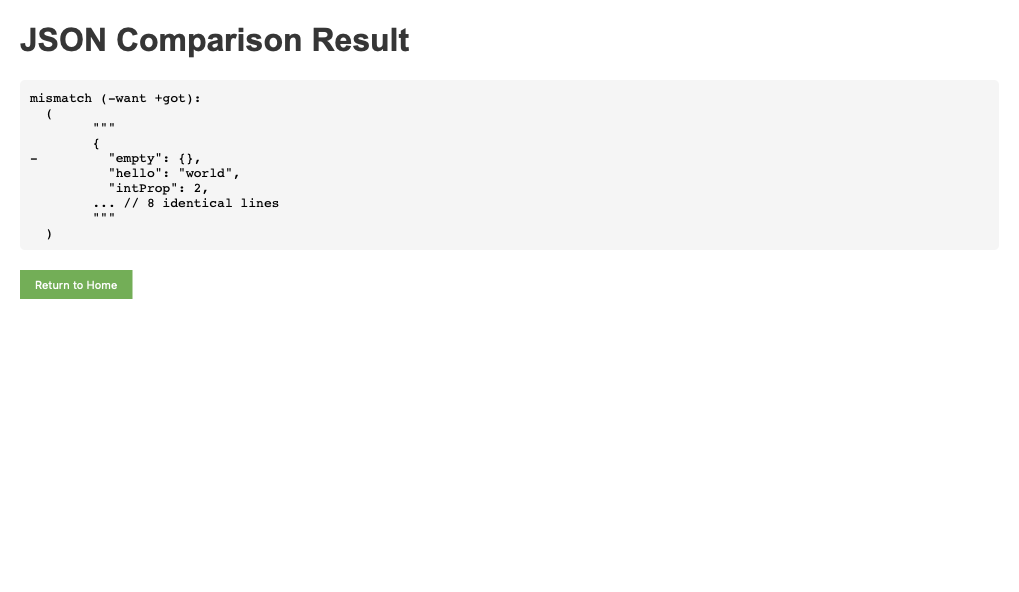 JSON Comparison Result
mismatch (-want +got):
  (
        """
        {
-         "empty": {},
          "hello": "world",
          "intProp": 2,
        ... // 8 identical lines
        """
  )
Return to Home